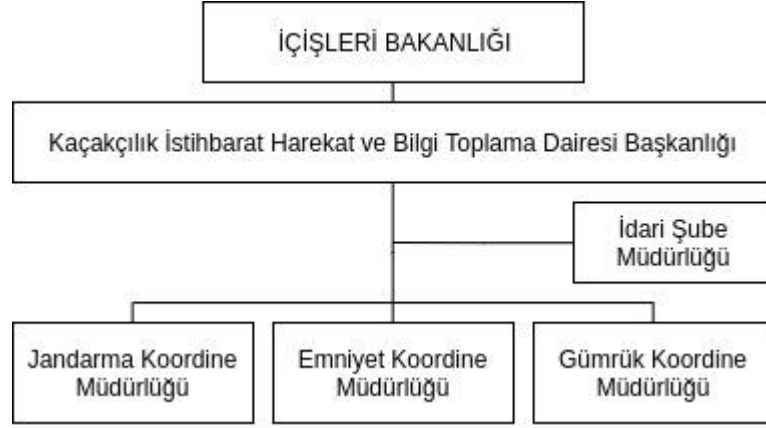 İÇİŞLERİ BAKANLIĞI
Kaçakçılık İstihbarat Harekat ve Bilgi Toplama Dairesi Başkanlığı
İdari Şube
Müdürlüğü
Jandarma Koordine
Müdürlüğü
Emniyet Koordine
Müdürlüğü
Gümrük Koordine
Müdürlüğü